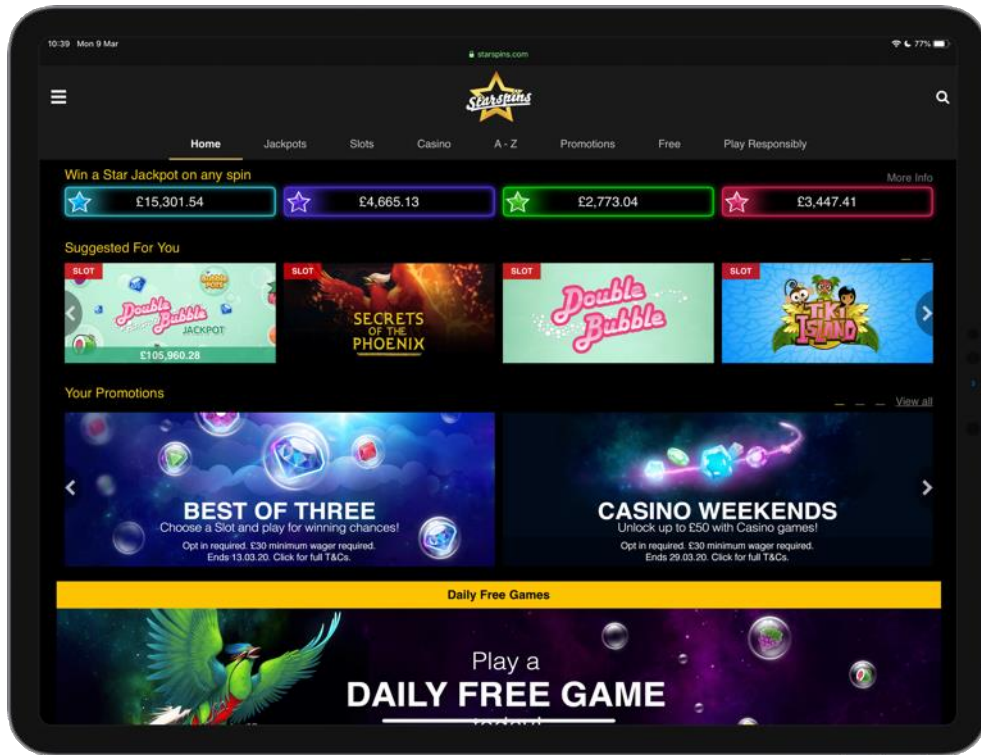 10:39 Mon 9 Mar
starspins.com
77%
Starspins
Home Jackpots Slots Casino A - Z Promotions Free Play Responsibly
Win a Star Jackpot on any spin
More Info
£15,301.54 £4,665.13 £2,773.04 £3,447.41
Suggested For You
SLOT SLOT SLOT SLOT
BUBBLE POTS
Double Bubble
JACKPOT
£105,960.28
SECRETS
OF THE
PHOENIX
Double
Bubble
TIKI
ISLAND
Your Promotions
View all
BEST OF THREE
Choose a Slot and play for winning chances!
Opt in required. £30 minimum wager required.
Ends 13.03.20. Click for full T&Cs.
CASINO WEEKENDS
Unlock up to £50 with Casino games!
Opt in required. £30 minimum wager required.
Ends 29.03.20. Click for full T&Cs.
Daily Free Games
Play a
DAILY FREE GAME